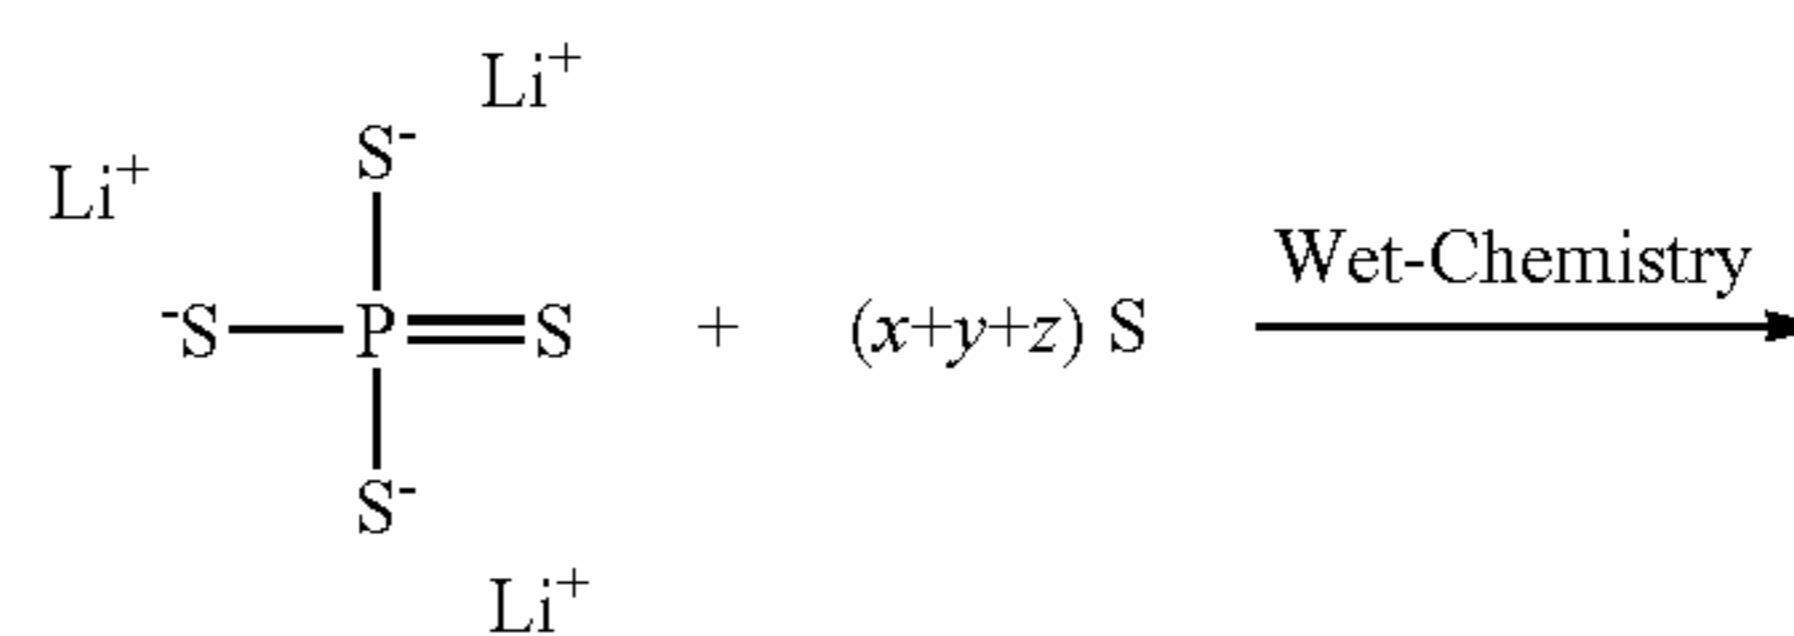 Li⁺
S⁻
Li⁺
Wet-Chemistry
⁻S P S + (x+y+z) S
S⁻
Li⁺